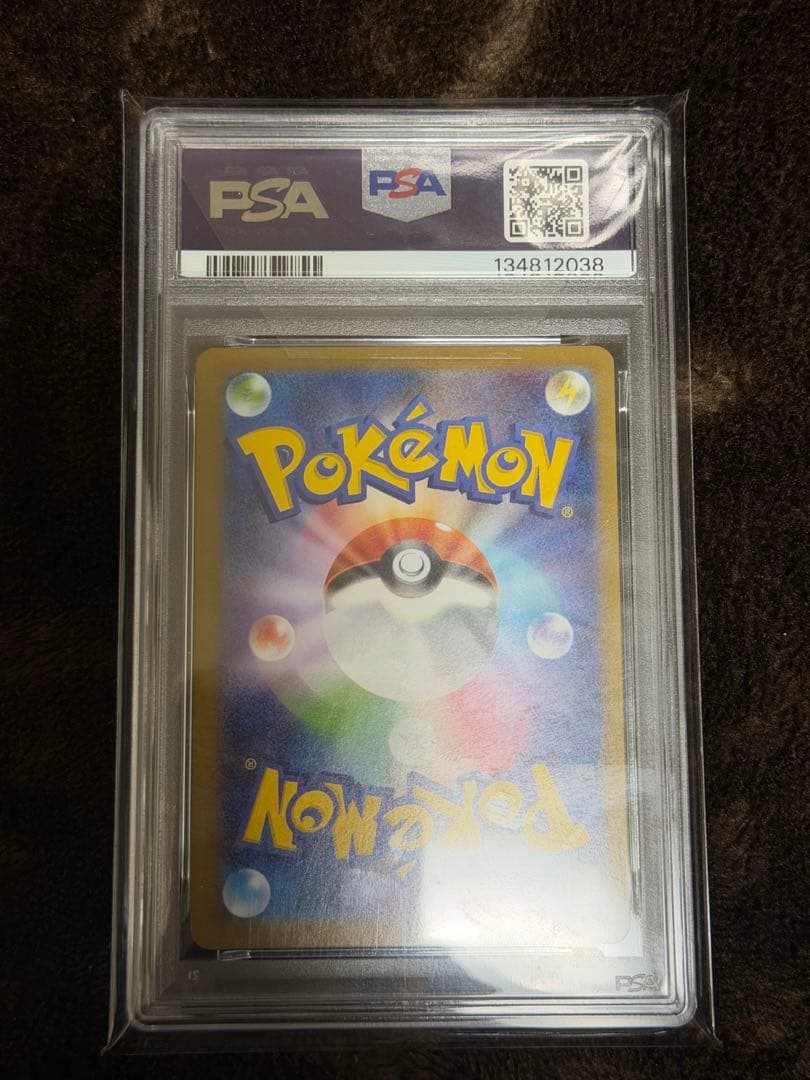 PSA PSA
134812038
POKéMON
®
®
POKéMON
PSA